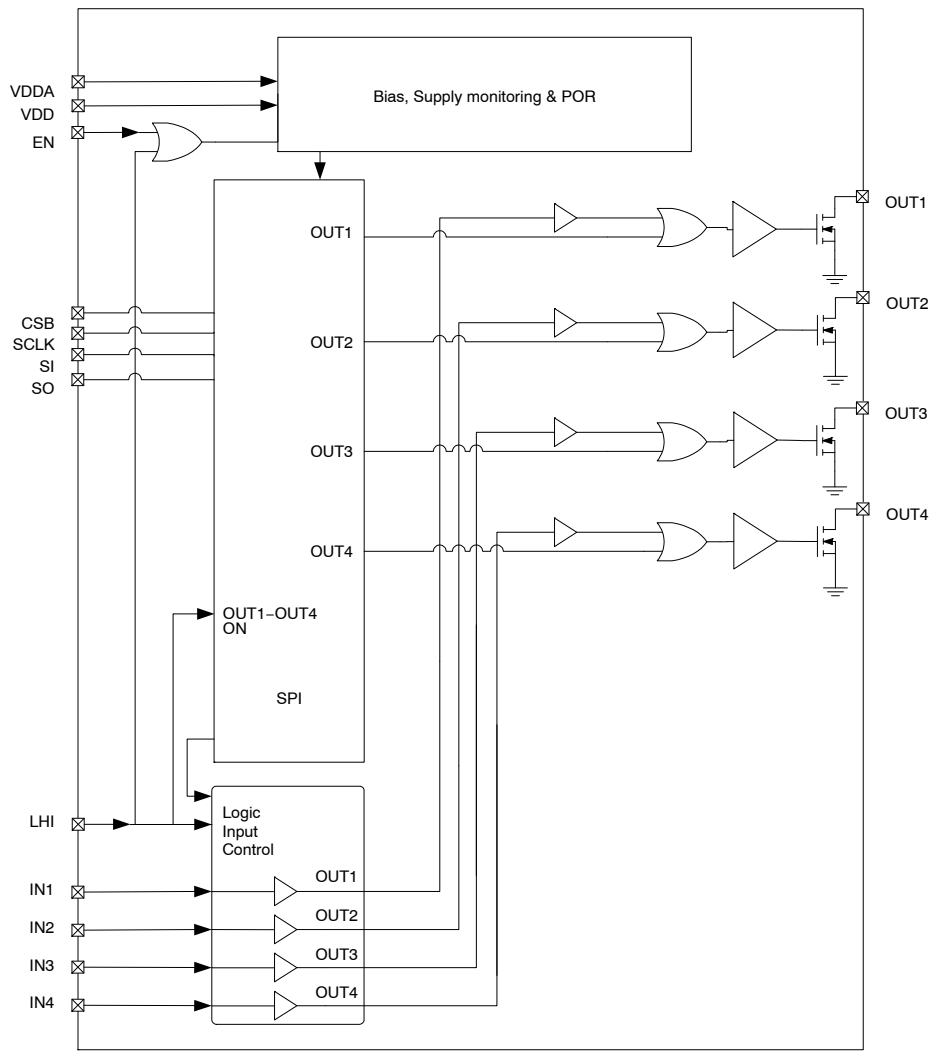 Bias, Supply monitoring & POR
VDDA
VDD
EN
OUT1
OUT1
OUT2
OUT2
CSB
SCLK
SI
SO
OUT3
OUT3
OUT4
OUT4
OUT1–OUT4
ON
SPI
LHI
Logic
Input
Control
IN1
OUT1
IN2
OUT2
IN3
OUT3
IN4
OUT4